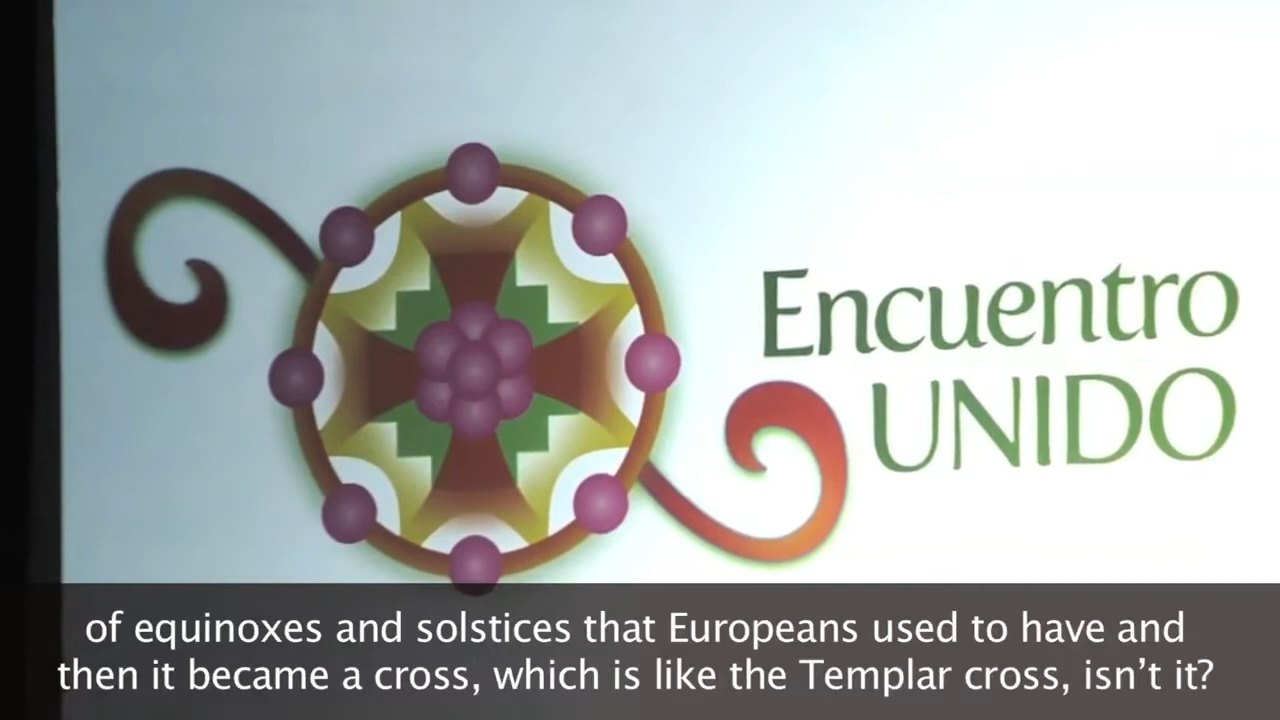 Encuentro
UNIDO
of equinoxes and solstices that Europeans used to have and
then it became a cross, which is like the Templar cross, isn’t it?